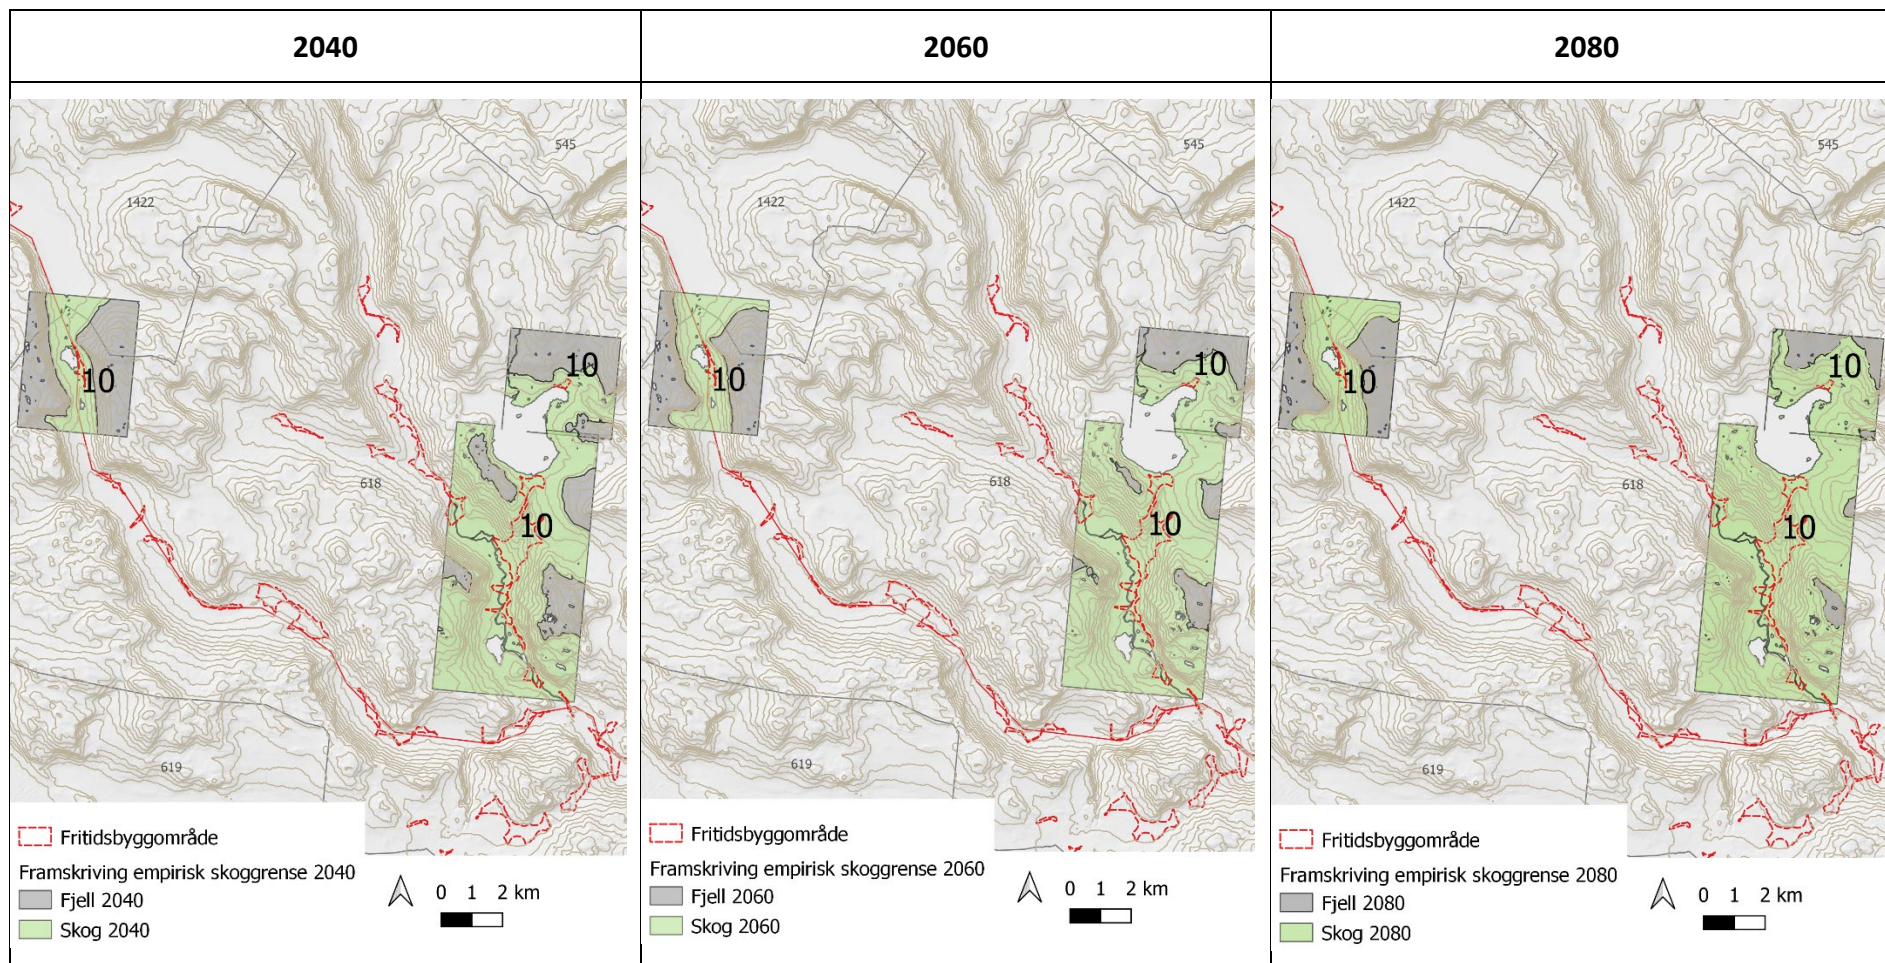 2040
2060
2080
545
1422
10
10
618
10
619
Fritidsbyggområde
Framskriving empirisk skoggrense 2040
Fjell 2040
Skog 2040
0 1 2 km
545
1422
10
10
618
10
619
Fritidsbyggområde
Framskriving empirisk skoggrense 2060
Fjell 2060
Skog 2060
0 1 2 km
545
1422
10
10
618
10
619
Fritidsbyggområde
Framskriving empirisk skoggrense 2080
Fjell 2080
Skog 2080
0 1 2 km